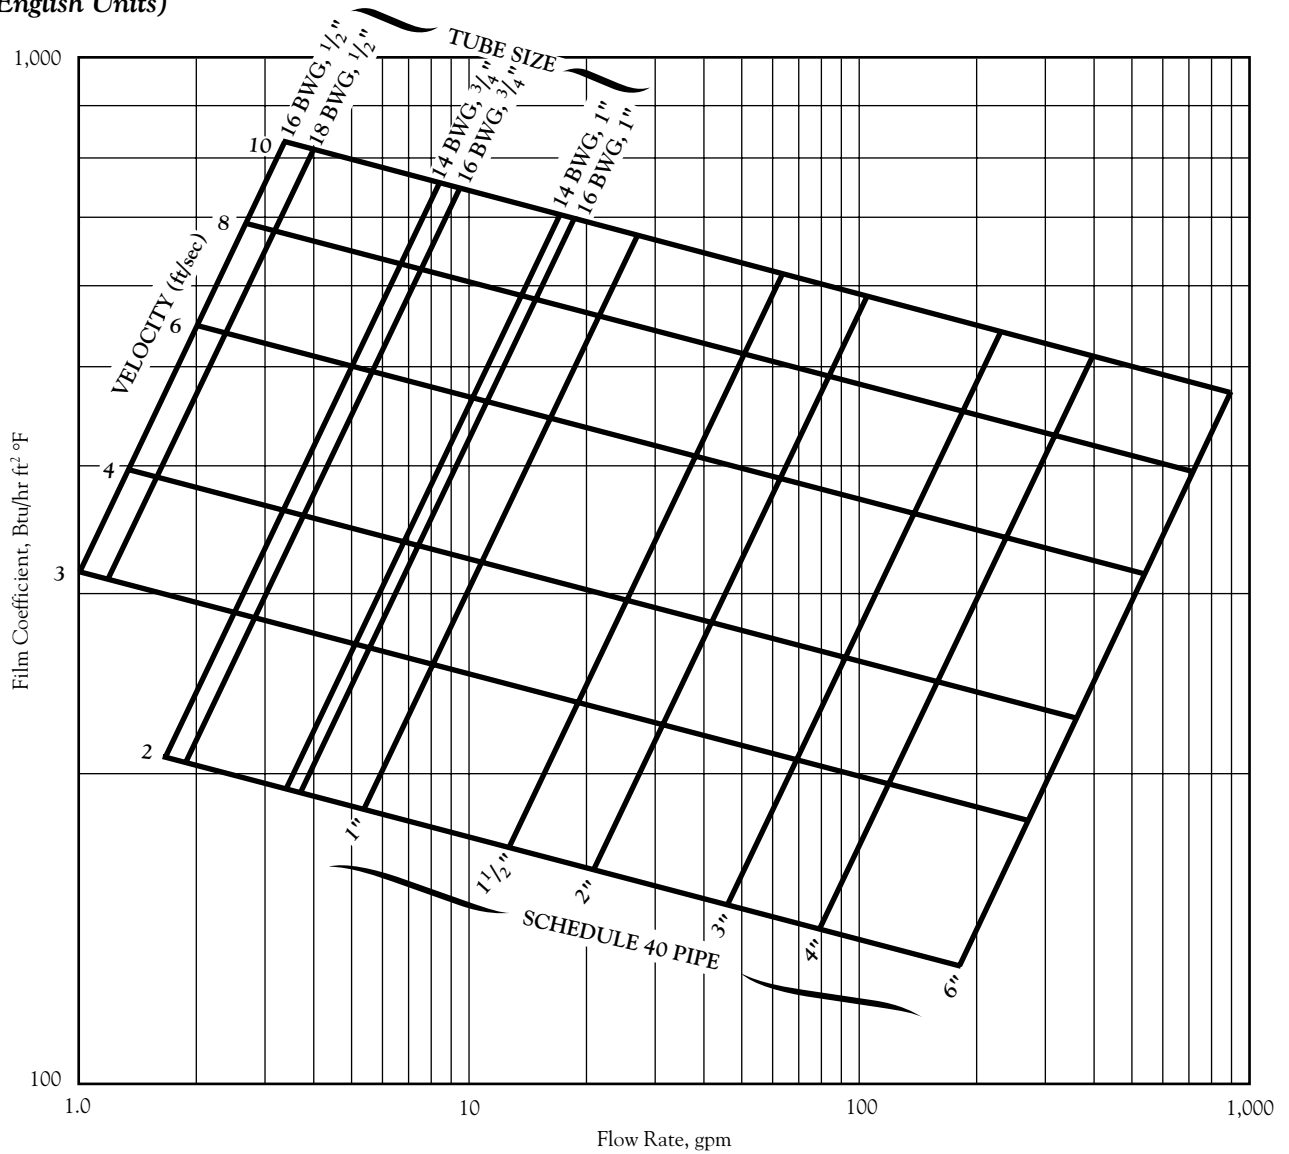 English Units)
TUBE SIZE
16 BWG, 1/2"
18 BWG, 1/2"
14 BWG, 3/4"
16 BWG, 3/4"
14 BWG, 1"
16 BWG, 1"
1,000
10
8
VELOCITY (ft/sec)
6
4
3
2
Film Coefficient, Btu/hr ft² °F
1"
1 1/2"
2"
3"
4"
6"
SCHEDULE 40 PIPE
100
1.0
10
100
1,000
Flow Rate, gpm